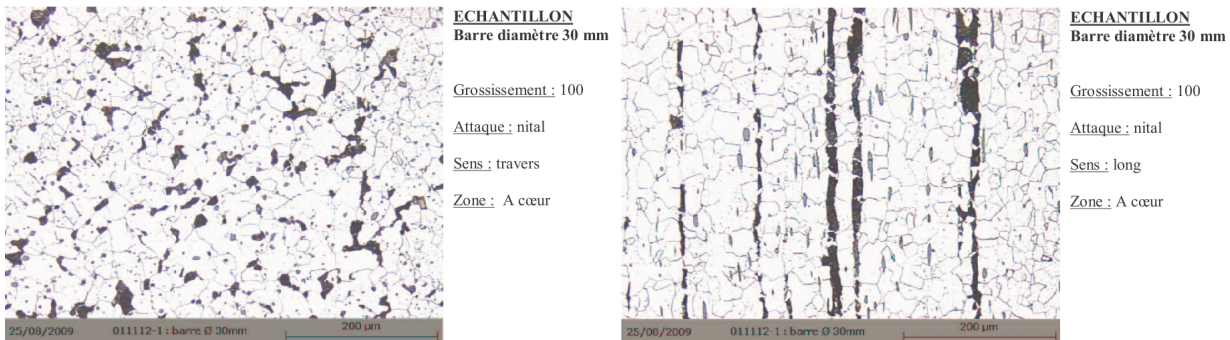 ECHANTILLON
Barre diamètre 30 mm
Grossissement : 100
Attaque : nital
Sens : travers
Zone : A cœur
25/08/2009 011112-1 : barre Ø 30mm 200 µm
ECHANTILLON
Barre diamètre 30 mm
Grossissement : 100
Attaque : nital
Sens : long
Zone : A cœur
25/08/2009 011112-1 : barre Ø 30mm 200 µm